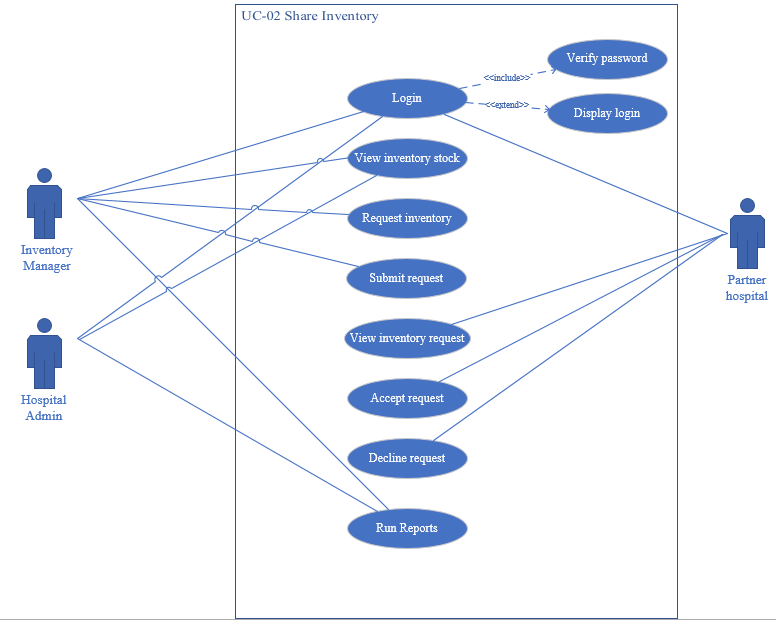 UC-02 Share Inventory
Verify password
<<include>>
Login
<<extend>>
Display login
View inventory stock
Inventory
Manager
Request inventory
Submit request
Partner
hospital
View inventory request
Hospital
Admin
Accept request
Decline request
Run Reports